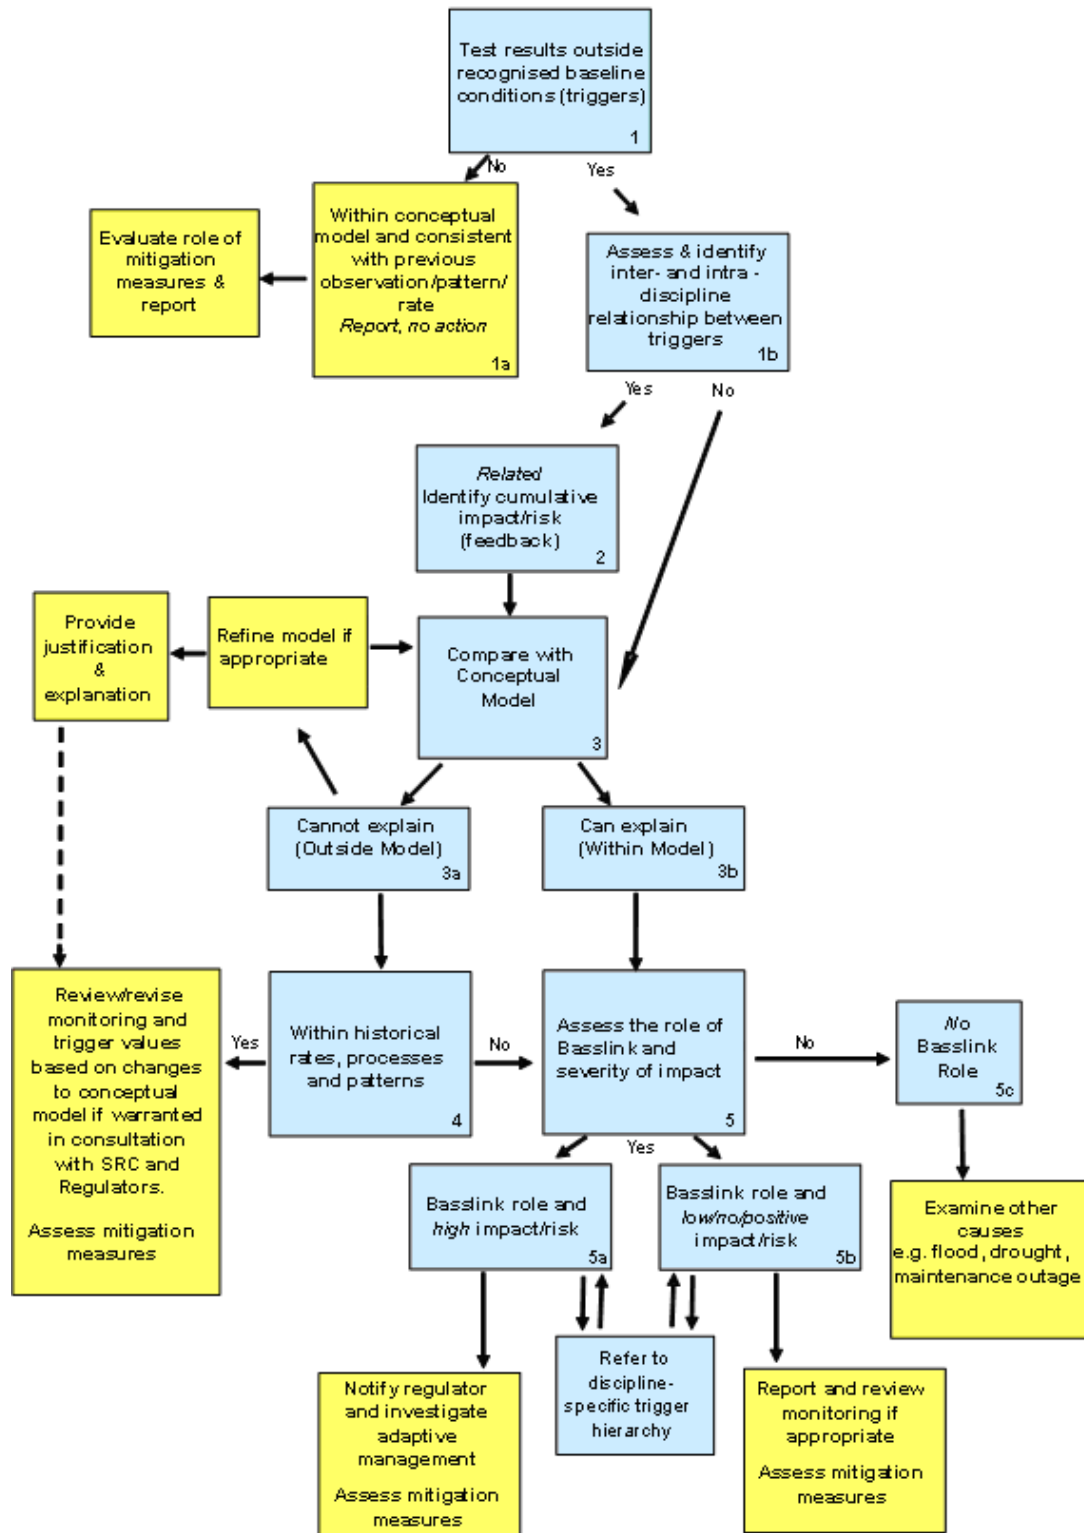 Test results outside
recognised baseline
conditions (triggers)
1
No
Yes
Within conceptual
model and consistent
with previous
observation/pattern/
rate
Report, no action
1a
Evaluate role of
mitigation
measures &
report
Assess & identify
inter- and intra -
discipline
relationship between
triggers
1b
Yes
No
Related
Identify cumulative
impact/risk
(feedback)
2
Provide
justification
&
explanation
Refine model if
appropriate
Compare with
Conceptual
Model
3
Cannot explain
(Outside Model)
3a
Can explain
(Within Model)
3b
Review/revise
monitoring and
trigger values
based on changes
to conceptual
model if warranted
in consultation
with SRC and
Regulators.
Assess mitigation
measures
Yes
Within historical
rates, processes
and patterns
4
No
Assess the role of
Basslink and
severity of impact
5
No
No
Basslink
Role
5c
Yes
Basslink role and
high impact/risk
5a
Basslink role and
low/no/positive
impact/risk
5b
Examine other
causes
e.g. flood, drought,
maintenance outage
Refer to
discipline-
specific trigger
hierarchy
Notify regulator
and investigate
adaptive
management
Assess mitigation
measures
Report and review
monitoring if
appropriate
Assess mitigation
measures